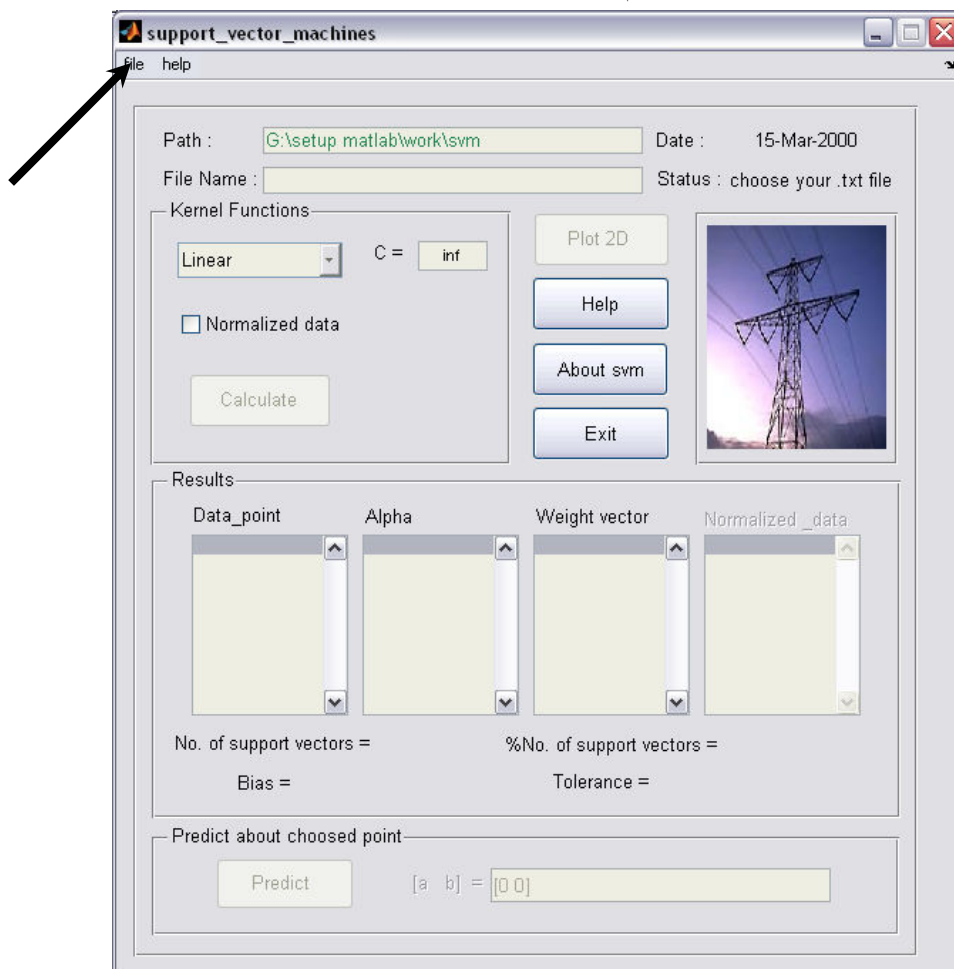 support_vector_machines
file help
Path : G:\setup matlab\work\svm Date : 15-Mar-2000
File Name : Status : choose your .txt file
Kernel Functions
Linear C = inf
Normalized data
Calculate
Plot 2D
Help
About svm
Exit
Results
Data_point Alpha Weight vector Normalized _data
No. of support vectors = %No. of support vectors =
Bias = Tolerance =
Predict about choosed point
Predict [a b] = [0 0]